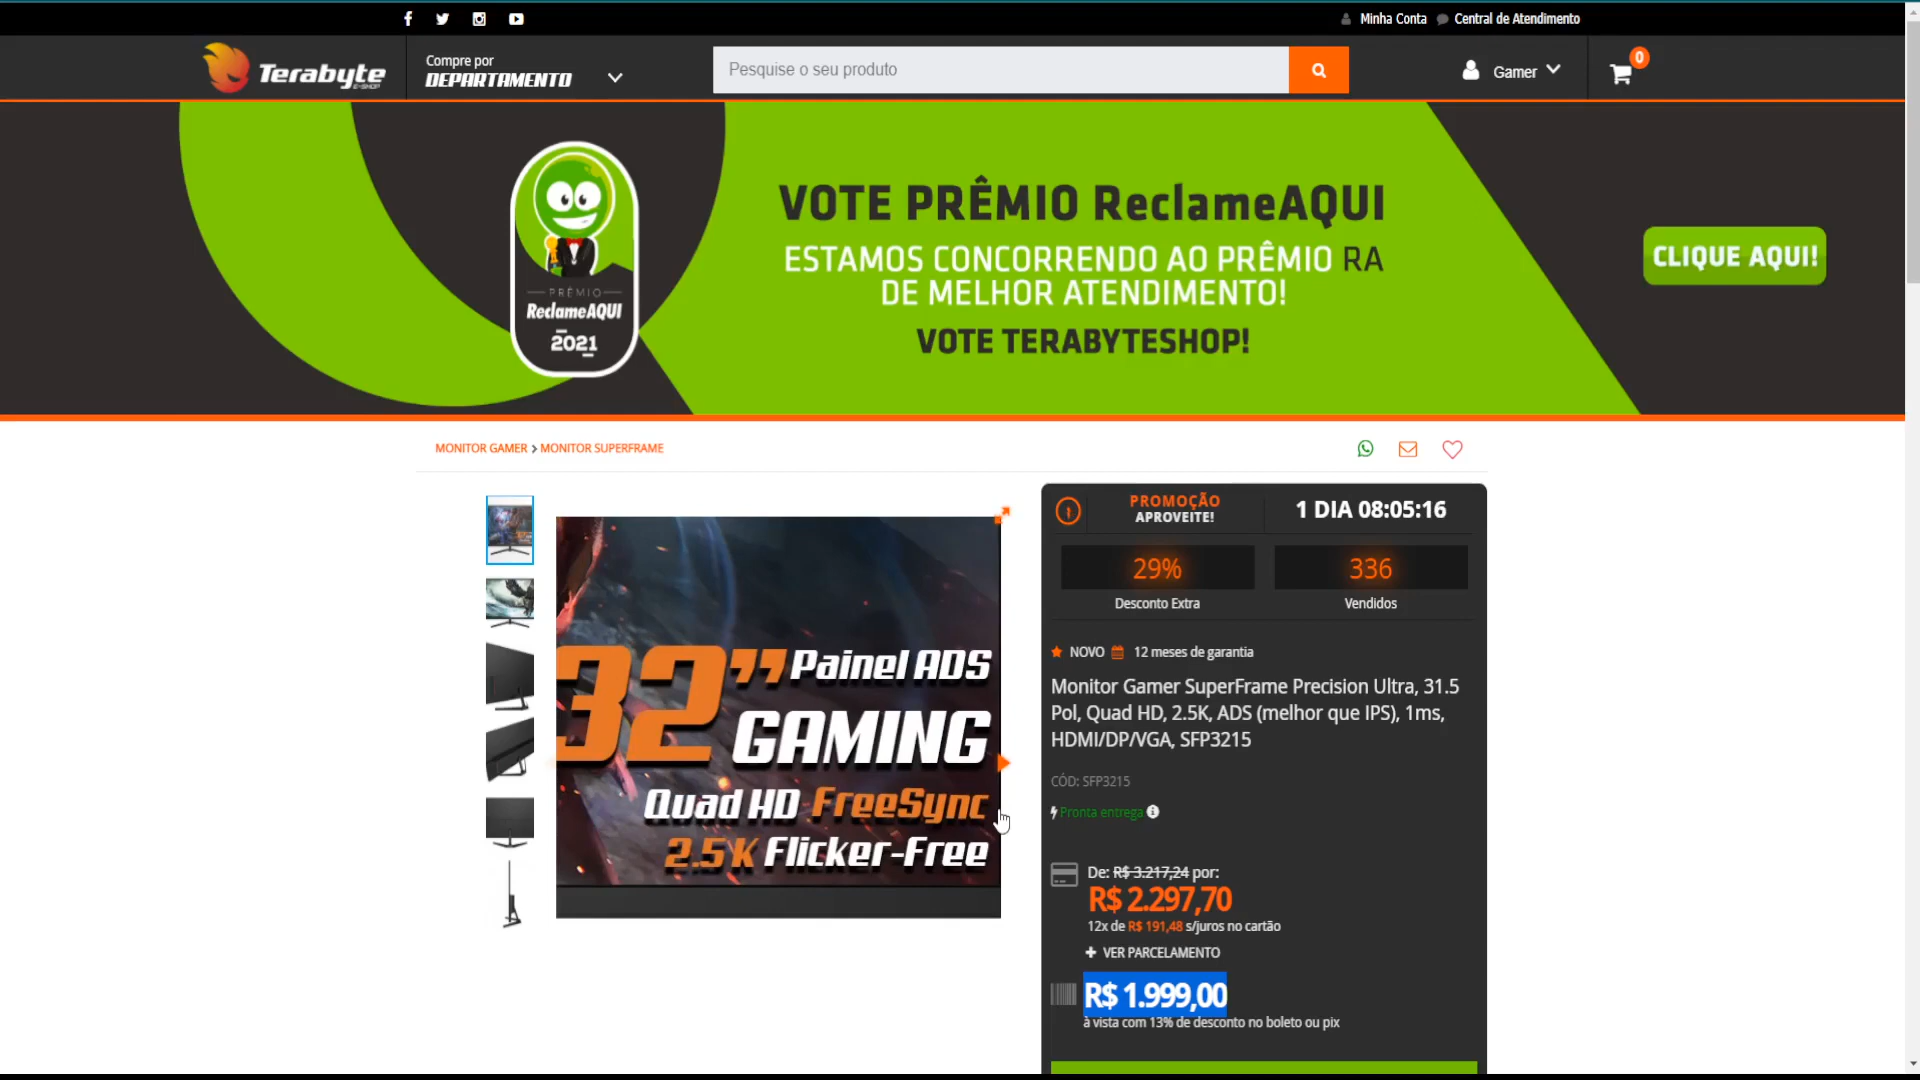 Minha Conta
Central de Atendimento
Terabyte
E-SHOP
Compre por
DEPARTAMENTO
Pesquise o seu produto
Gamer
0
PRÊMIO
ReclameAQUI
2021
VOTE PRÊMIO ReclameAQUI
ESTAMOS CONCORRENDO AO PRÊMIO RA
DE MELHOR ATENDIMENTO!
VOTE TERABYTESHOP!
CLIQUE AQUI!
MONITOR GAMER > MONITOR SUPERFRAME
32” Painel ADS
GAMING
Quad HD FreeSync
2.5K Flicker-Free
PROMOÇÃO
APROVEITE!
1 DIA 08:05:16
29%
Desconto Extra
336
Vendidos
NOVO 12 meses de garantia
Monitor Gamer SuperFrame Precision Ultra, 31.5
Pol, Quad HD, 2.5K, ADS (melhor que IPS), 1ms,
HDMI/DP/VGA, SFP3215
CÓD: SFP3215
Pronta entrega
De: R$ 3.217,24 por:
R$ 2.297,70
12x de R$ 191,48 s/juros no cartão
+ VER PARCELAMENTO
R$ 1.999,00
à vista com 13% de desconto no boleto ou pix